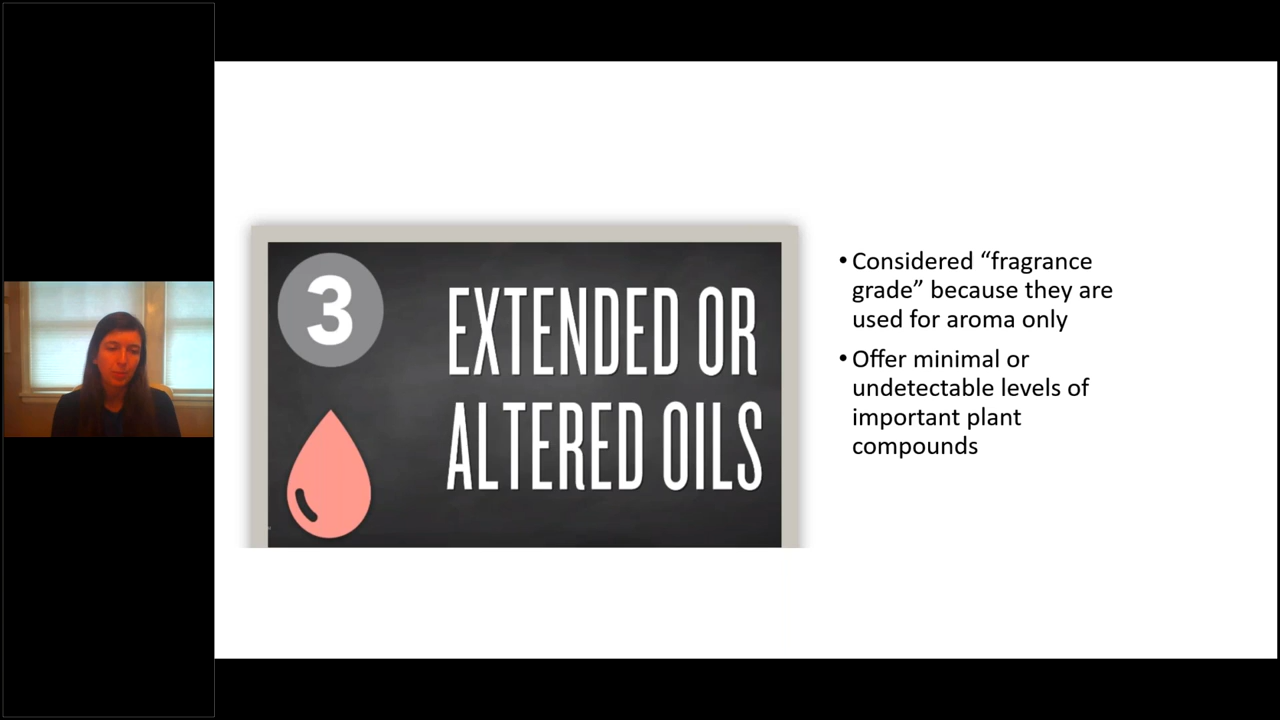 3
EXTENDED OR
ALTERED OILS
• Considered “fragrance
grade” because they are
used for aroma only
• Offer minimal or
undetectable levels of
important plant
compounds